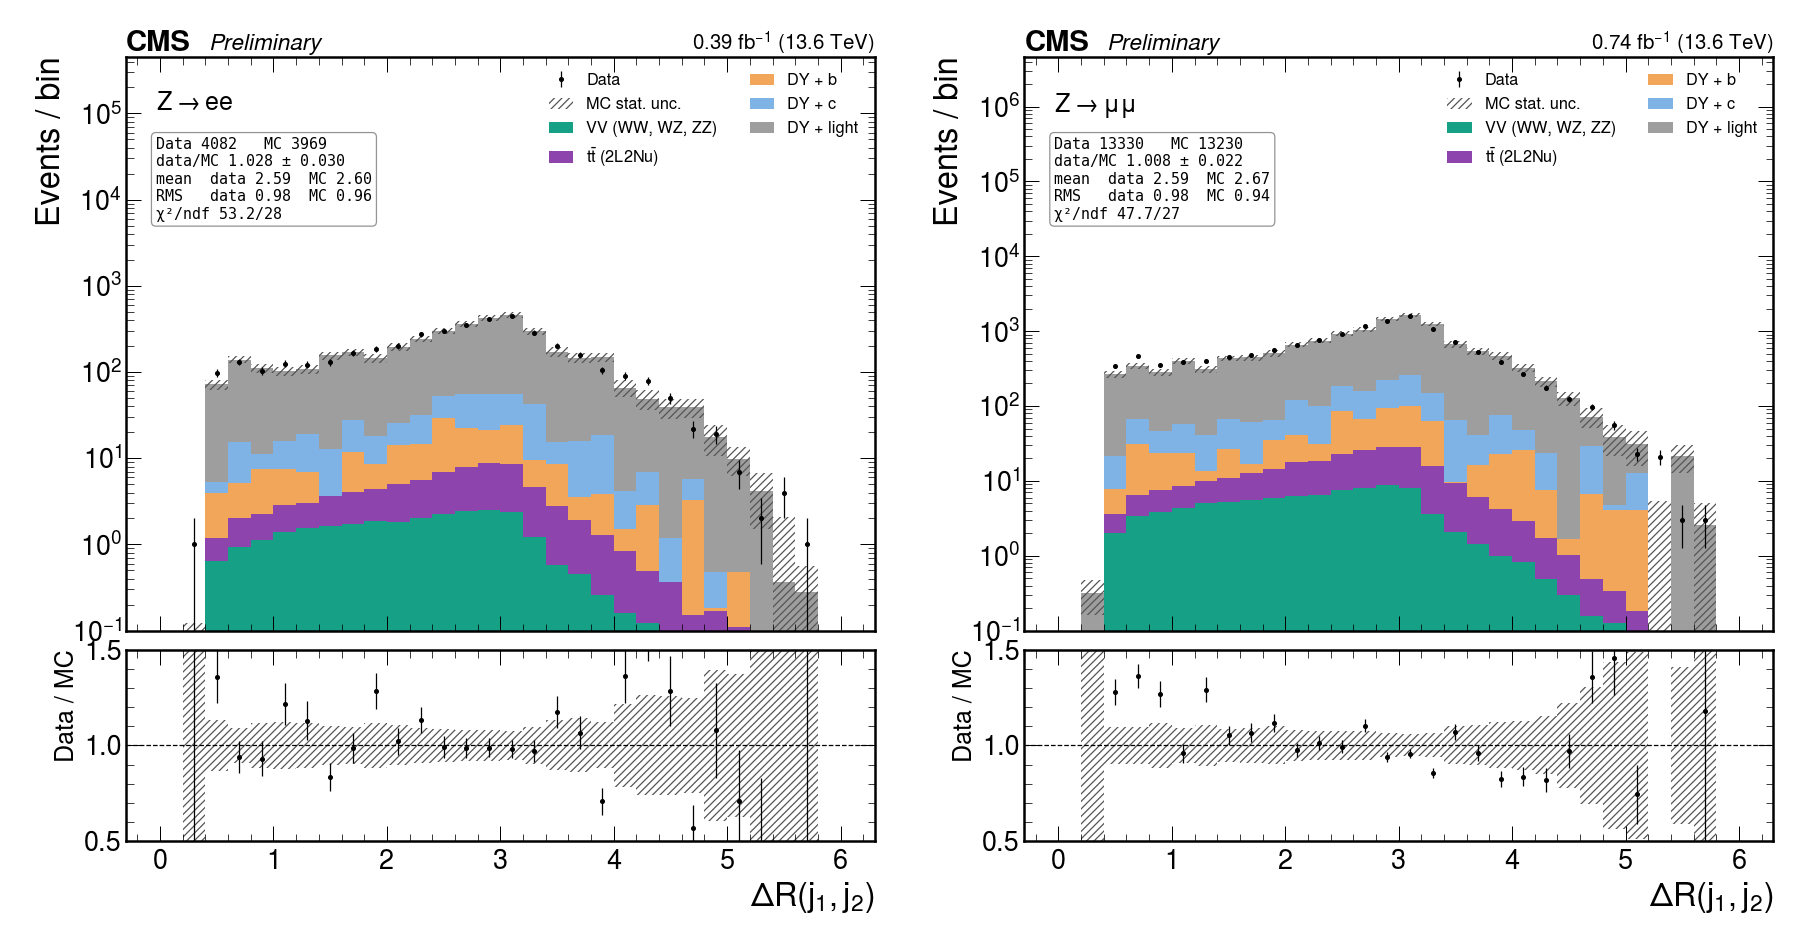 CMS Preliminary 0.39 fb⁻¹ (13.6 TeV)
Events / bin
Z → ee
Data
MC stat. unc.
VV (WW, WZ, ZZ)
tt̄ (2L2Nu)
DY + b
DY + c
DY + light
Data 4082 MC 3969
data/MC 1.028 ± 0.030
mean data 2.59 MC 2.60
RMS data 0.98 MC 0.96
χ²/ndf 53.2/28
10⁵
10⁴
10³
10²
10¹
10⁰
10⁻¹
Data / MC
1.5
1.0
0.5
0 1 2 3 4 5 6
ΔR(j₁, j₂)
CMS Preliminary 0.74 fb⁻¹ (13.6 TeV)
Events / bin
Z → μμ
Data
MC stat. unc.
VV (WW, WZ, ZZ)
tt̄ (2L2Nu)
DY + b
DY + c
DY + light
Data 13330 MC 13230
data/MC 1.008 ± 0.022
mean data 2.59 MC 2.67
RMS data 0.98 MC 0.94
χ²/ndf 47.7/27
10⁶
10⁵
10⁴
10³
10²
10¹
10⁰
10⁻¹
Data / MC
1.5
1.0
0.5
0 1 2 3 4 5 6
ΔR(j₁, j₂)